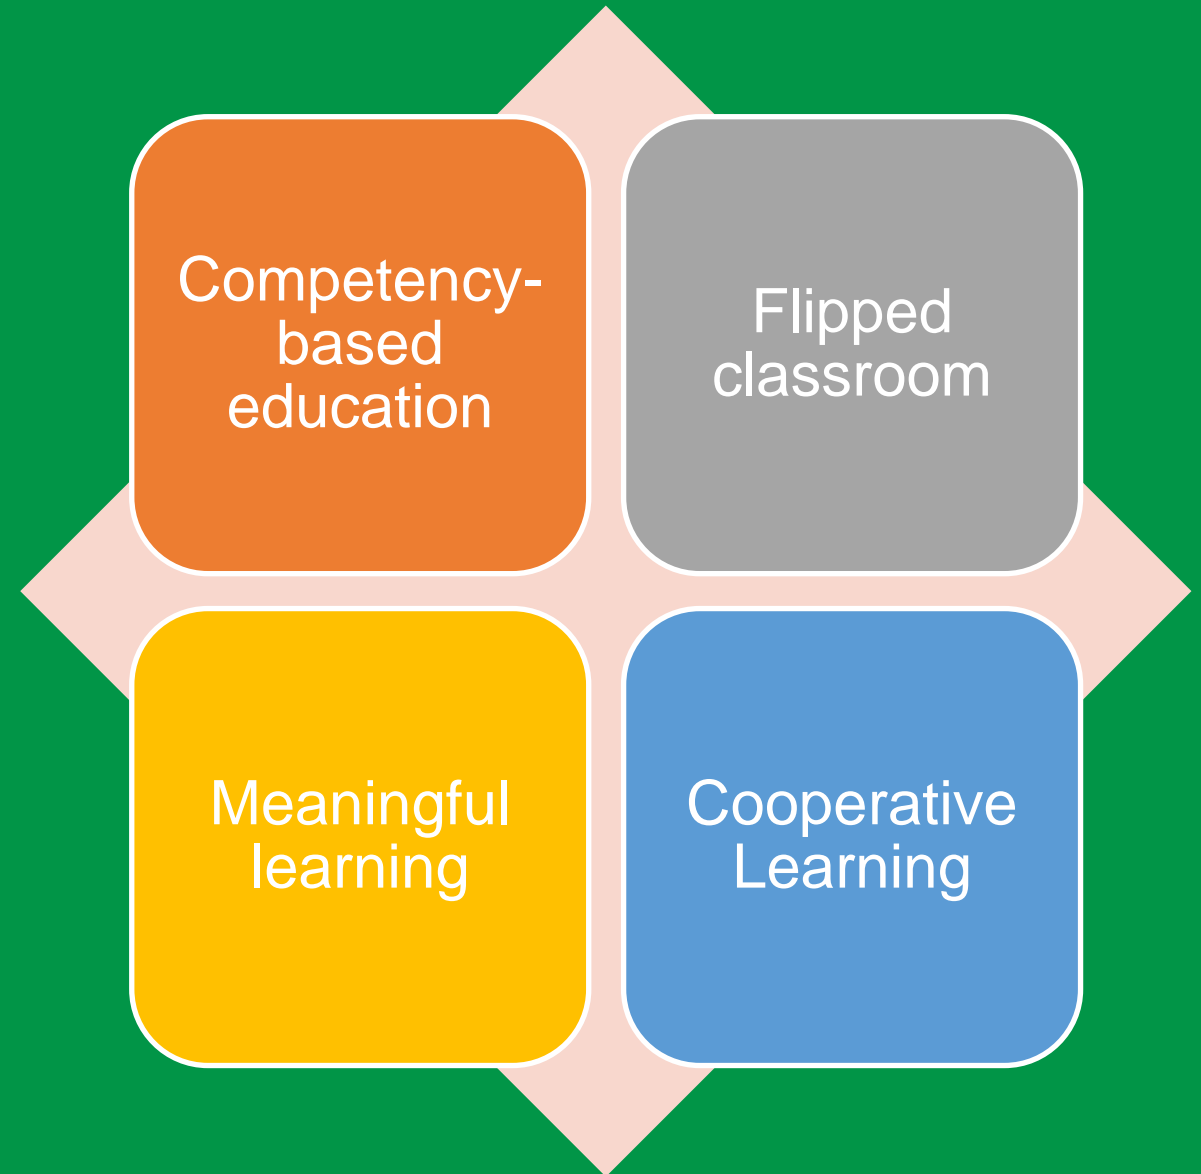 Competency-
based
education
Flipped
classroom
Meaningful
learning
Cooperative
Learning